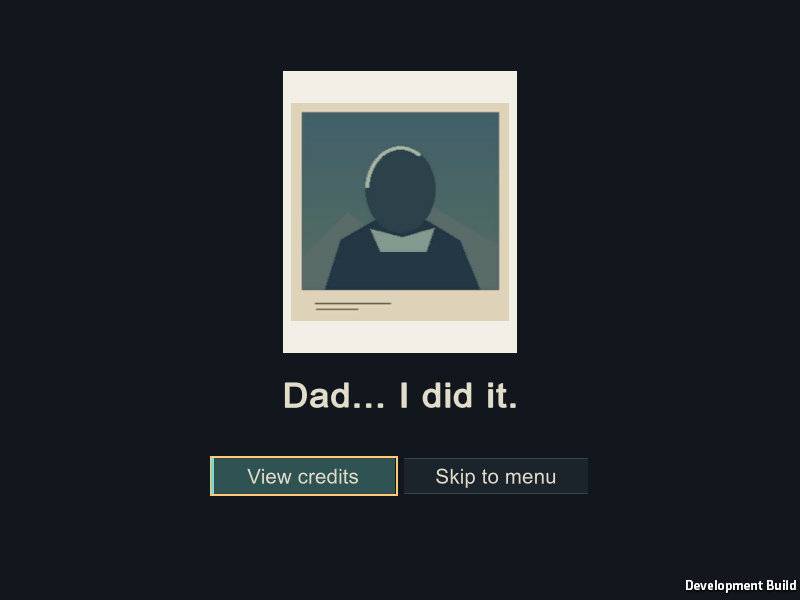 Dad... I did it.
View credits
Skip to menu
Development Build